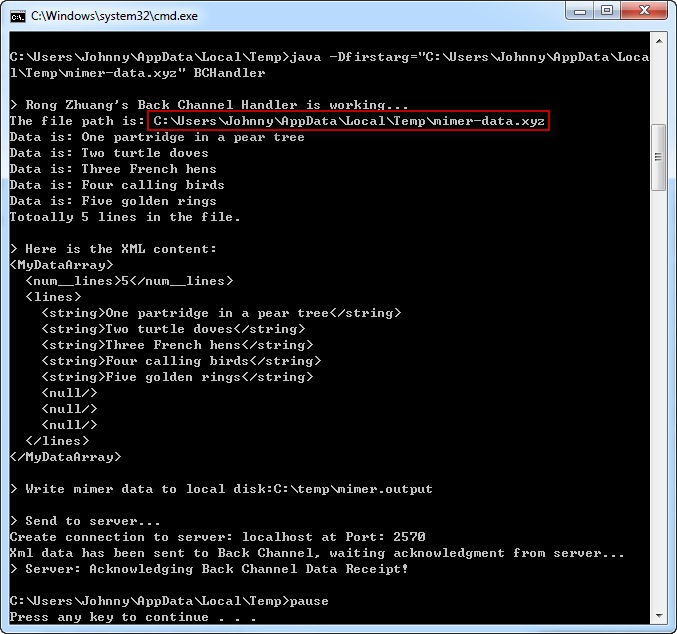 C:\Windows\system32\cmd.exe
C:\Users\Johnny\AppData\Local\Temp>java -Dfirstarg="C:\Users\Johnny\AppData\Loca
l\Temp\mimer-data.xyz" BCHandler
> Rong Zhuang's Back Channel Handler is working...
The file path is: C:\Users\Johnny\AppData\Local\Temp\mimer-data.xyz
Data is: One partridge in a pear tree
Data is: Two turtle doves
Data is: Three French hens
Data is: Four calling birds
Data is: Five golden rings
Totoally 5 lines in the file.
> Here is the XML content:
<MyDataArray>
  <num__lines>5</num__lines>
  <lines>
    <string>One partridge in a pear tree</string>
    <string>Two turtle doves</string>
    <string>Three French hens</string>
    <string>Four calling birds</string>
    <string>Five golden rings</string>
    <null/>
    <null/>
    <null/>
  </lines>
</MyDataArray>
> Write mimer data to local disk:C:\temp\mimer.output
> Send to server...
Create connection to server: localhost at Port: 2570
Xml data has been sent to Back Channel, waiting acknowledgment from server...
> Server: Acknledging Back Channel Data Receipt!
C:\Users\Johnny\AppData\Local\Temp>pause
Press any key to continue . . .